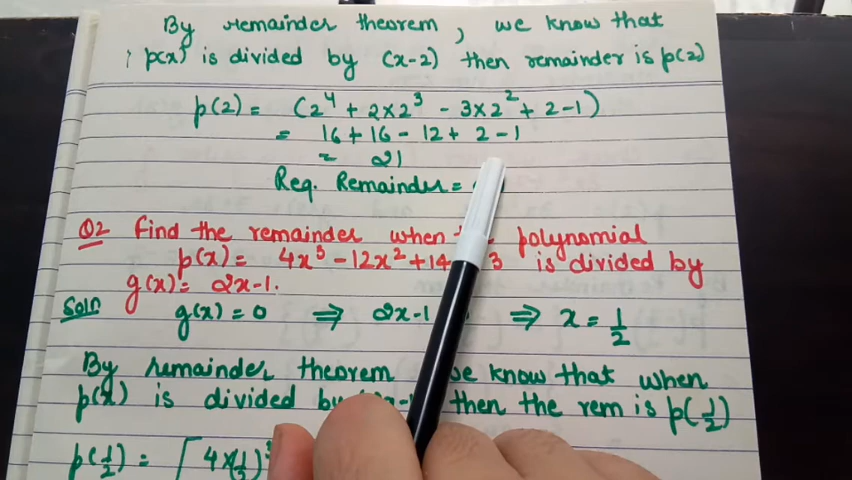 By remainder theorem, we know that
p(x) is divided by (x-2) then remainder is p(2)
p(2) = (2⁴ + 2×2³ - 3×2² + 2-1)
= 16+16-12+ 2-1
= 21
Req. Remainder =
Q2 Find the remainder when polynomial
p(x) = 4x³ -12x² +14 3 is divided by
g(x) = 2x-1.
Soln g(x) = 0 ⇒ 2x-1 ⇒ x = 1/2
By remainder theorem we know that when
p(x) is divided by then the rem is p(1/2)
p(1/2) = [4×(1/2)³